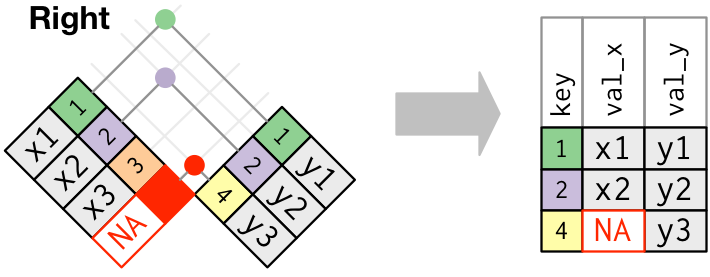 Right
1 x1
2 x2
3 x3
NA
1 y1
2 y2
4 y3
key val_x val_y
1 x1 y1
2 x2 y2
4 NA y3